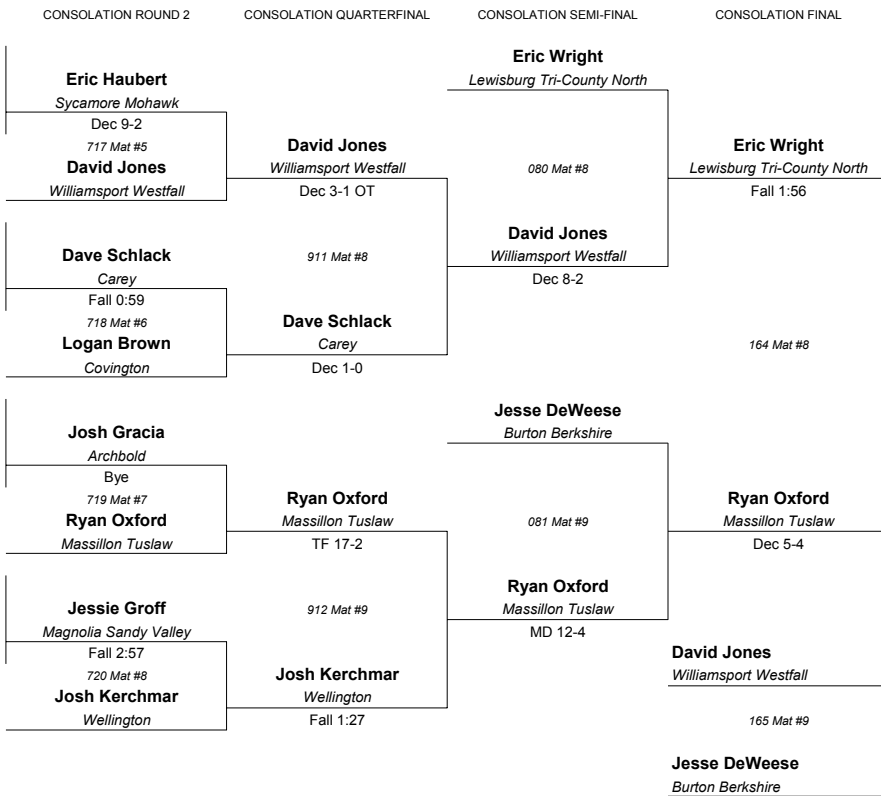 CONSOLATION ROUND 2
CONSOLATION QUARTERFINAL
CONSOLATION SEMI-FINAL
CONSOLATION FINAL
Eric Haubert
Sycamore Mohawk
Dec 9-2
717 Mat #5
David Jones
Williamsport Westfall
Dave Schlack
Carey
Fall 0:59
718 Mat #6
Logan Brown
Covington
Josh Gracia
Archbold
Bye
719 Mat #7
Ryan Oxford
Massillon Tuslaw
Jessie Groff
Magnolia Sandy Valley
Fall 2:57
720 Mat #8
Josh Kerchmar
Wellington
David Jones
Williamsport Westfall
Dec 3-1 OT
911 Mat #8
Dave Schlack
Carey
Dec 1-0
Ryan Oxford
Massillon Tuslaw
TF 17-2
912 Mat #9
Josh Kerchmar
Wellington
Fall 1:27
Eric Wright
Lewisburg Tri-County North
080 Mat #8
David Jones
Williamsport Westfall
Dec 8-2
Jesse DeWeese
Burton Berkshire
081 Mat #9
Ryan Oxford
Massillon Tuslaw
MD 12-4
Eric Wright
Lewisburg Tri-County North
Fall 1:56
164 Mat #8
Ryan Oxford
Massillon Tuslaw
Dec 5-4
David Jones
Williamsport Westfall
165 Mat #9
Jesse DeWeese
Burton Berkshire